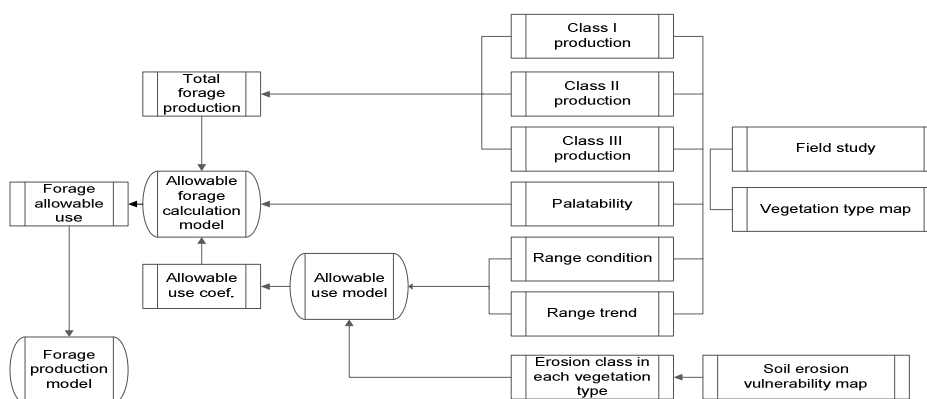 Class I
production
Total
forage
production
Class II
production
Class III
production
Field study
Forage
allowable
use
Allowable
forage
calculation
model
Palatability
Vegetation type map
Allowable
use coef.
Allowable
use model
Range condition
Range trend
Forage
production
model
Erosion class in
each vegetation
type
Soil erosion
vulnerability map